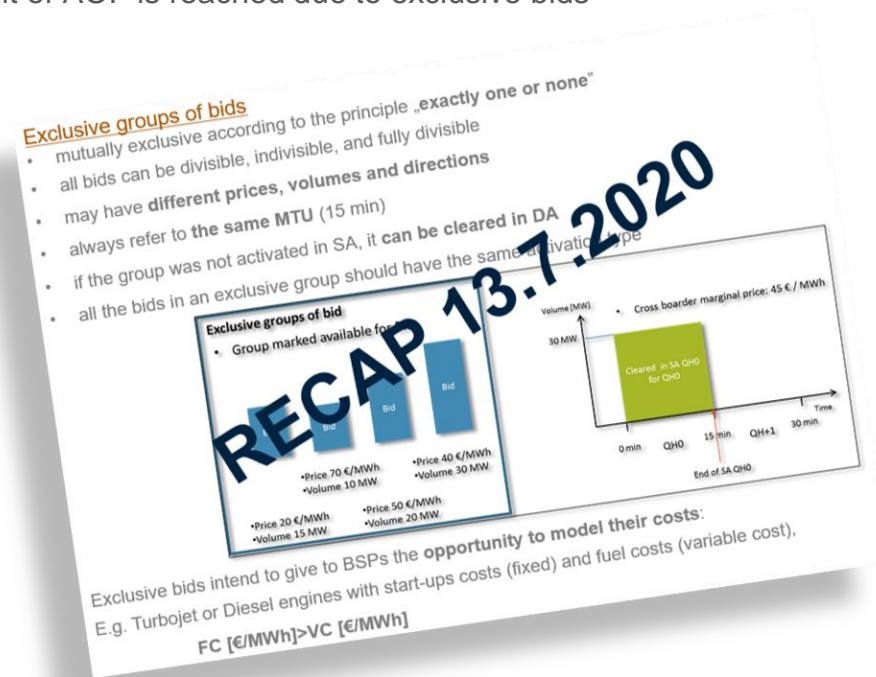 t of AOF is reached due to exclusive bids
Exclusive groups of bids
• mutually exclusive according to the principle „exactly one or none"
• all bids can be divisible, indivisible, and fully divisible
• may have different prices, volumes and directions
• always refer to the same MTU (15 min)
• if the group was not activated in SA, it can be cleared in DA
• all the bids in an exclusive group should have the same activation type
RECAP 13.7.2020
Exclusive groups of bid
• Group marked available for
Bid
Bid
Bid
•Price 70 €/MWh
•Volume 10 MW
•Price 40 €/MWh
•Volume 30 MW
•Price 20 €/MWh
•Volume 15 MW
•Price 50 €/MWh
•Volume 20 MW
Volume [MW]
• Cross boarder marginal price: 45 € / MWh
30 MW
Cleared in SA QH0
for QH0
Time
0 min QH0 15 min QH+1 30 min
End of SA QH0
Exclusive bids intend to give to BSPs the opportunity to model their costs:
E.g. Turbojet or Diesel engines with start-ups costs (fixed) and fuel costs (variable cost),
FC [€/MWh]>VC [€/MWh]